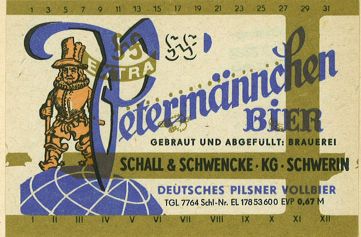 1 3 5 7 9 11 13 15 17 19 21 23 25 27 29 31
EXTRA
Petermännchen
BIER
GEBRAUT UND ABGEFÜLLT: BRAUEREI
SCHALL & SCHWENCKE · KG · SCHWERIN
DEUTSCHES PILSNER VOLLBIER
TGL 7764 Schl-Nr. EL 17853600 EVP 0,67 M
I II III IV V VI VII VIII IX X XI XII